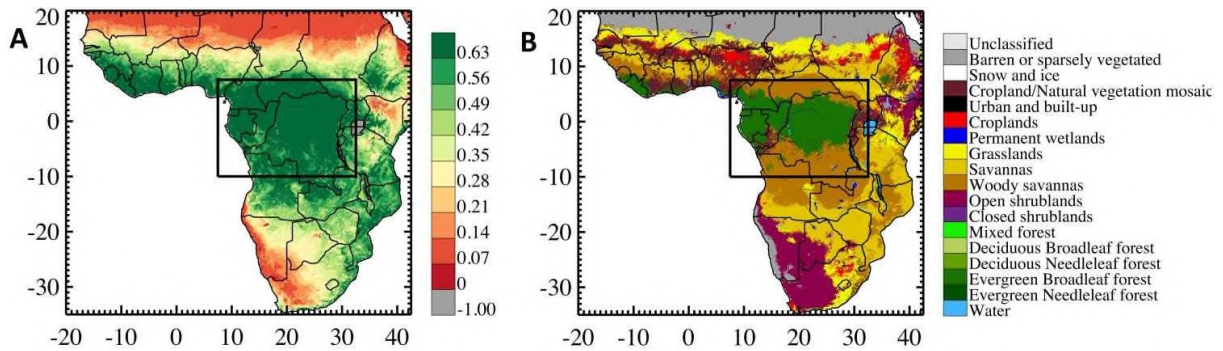 A
20
10
0
-10
-20
-30
-20 -10 0 10 20 30 40
0.63
0.56
0.49
0.42
0.35
0.28
0.21
0.14
0.07
0
-1.00
B
20
10
0
-10
-20
-30
-20 -10 0 10 20 30 40
Unclassified
Barren or sparsely vegetated
Snow and ice
Cropland/Natural vegetation mosaic
Urban and built-up
Croplands
Permanent wetlands
Grasslands
Savannas
Woody savannas
Open shrublands
Closed shrublands
Mixed forest
Deciduous Broadleaf forest
Deciduous Needleleaf forest
Evergreen Broadleaf forest
Evergreen Needleleaf forest
Water